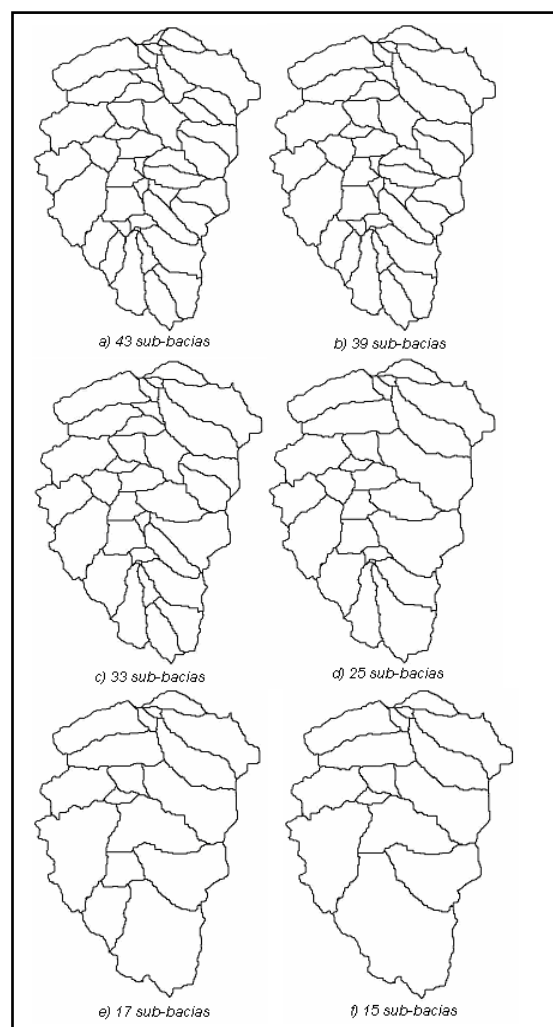 a) 43 sub-bacias
b) 39 sub-bacias
c) 33 sub-bacias
d) 25 sub-bacias
e) 17 sub-bacias
f) 15 sub-bacias